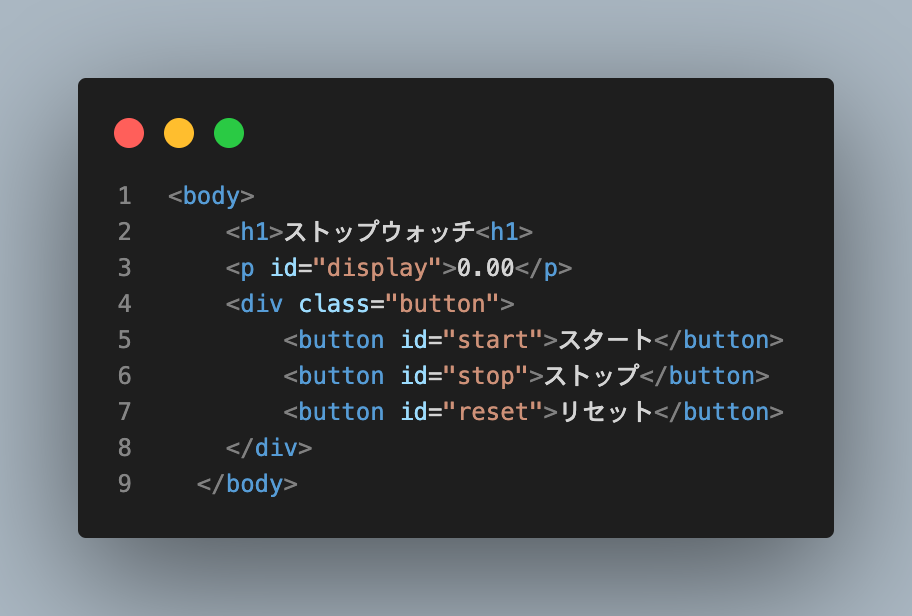 1 <body>
2     <h1>ストップウォッチ<h1>
3     <p id="display">0.00</p>
4     <div class="button">
5         <button id="start">スタート</button>
6         <button id="stop">ストップ</button>
7         <button id="reset">リセット</button>
8     </div>
9   </body>